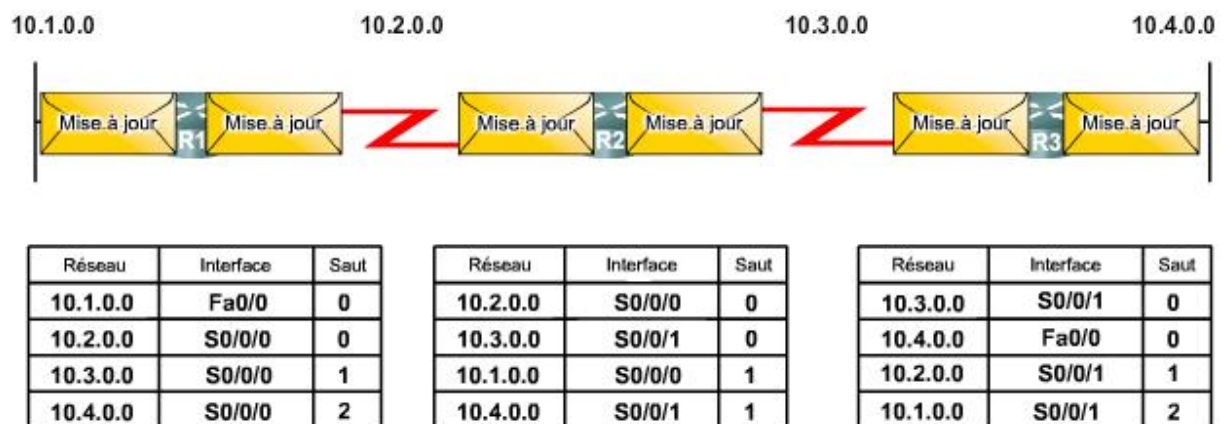 10.1.0.0 10.2.0.0 10.3.0.0 10.4.0.0
Mise à jour R1 Mise à jour Mise à jour R2 Mise à jour Mise à jour R3 Mise à jour
Réseau Interface Saut Réseau Interface Saut Réseau Interface Saut
10.1.0.0 Fa0/0 0 10.2.0.0 S0/0/0 0 10.3.0.0 S0/0/1 0
10.2.0.0 S0/0/0 0 10.3.0.0 S0/0/1 0 10.4.0.0 Fa0/0 0
10.3.0.0 S0/0/0 1 10.1.0.0 S0/0/0 1 10.2.0.0 S0/0/1 1
10.4.0.0 S0/0/0 2 10.4.0.0 S0/0/1 1 10.1.0.0 S0/0/1 2